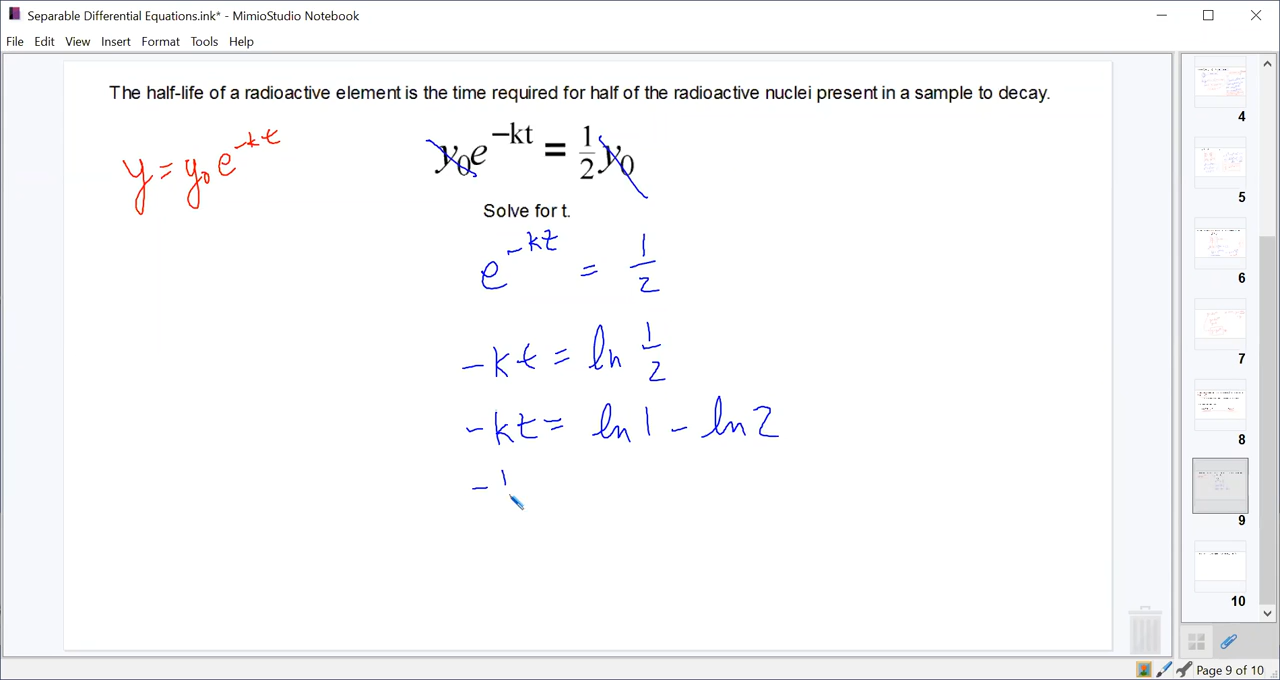 Separable Differential Equations.ink* - MimioStudio Notebook
File Edit View Insert Format Tools Help
The half-life of a radioactive element is the time required for half of the radioactive nuclei present in a sample to decay.
y = y₀e^-kt
y₀e^-kt = 1/2 y₀
Solve for t.
e^-kt = 1/2
-kt = ln 1/2
-kt = ln 1 - ln 2
-
4
5
6
7
8
9
10
Page 9 of 10